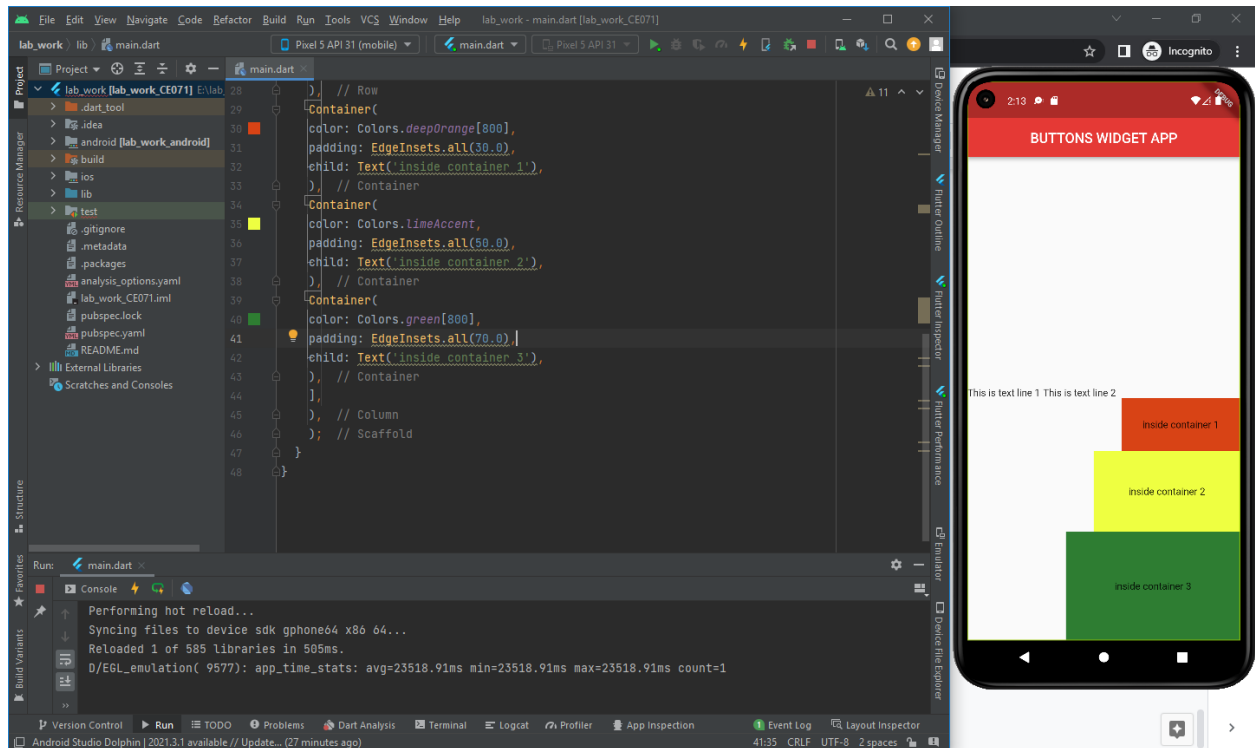 File Edit View Navigate Code Refactor Build Run Tools VCS Window Help lab_work - main.dart [lab_work_CE071]
lab_work lib main.dart Pixel 5 API 31 (mobile) main.dart Pixel 5 API 31
Incognito
Project
main.dart
Project
Resource Manager
Structure
Favorites
Build Variants
lab_work [lab_work_CE071] E:\lab
.dart_tool
.idea
android [lab_work_android]
build
ios
lib
test
.gitignore
.metadata
.packages
analysis_options.yaml
lab_work_CE071.iml
pubspec.lock
pubspec.yaml
README.md
External Libraries
Scratches and Consoles
11
28 ), // Row
29 Container(
30 color: Colors.deepOrange[800],
31 padding: EdgeInsets.all(30.0),
32 child: Text('inside container 1'),
33 ), // Container
34 Container(
35 color: Colors.limeAccent,
36 padding: EdgeInsets.all(50.0),
37 child: Text('inside container 2'),
38 ), // Container
39 Container(
40 color: Colors.green[800],
41 padding: EdgeInsets.all(70.0),
42 child: Text('inside container 3'),
43 ), // Container
44 ],
45 ), // Column
46 ); // Scaffold
47 }
48 }
Device Manager
Flutter Outline
Flutter Inspector
Flutter Performance
Emulator
Device File Explorer
2:13
DEBUG
BUTTONS WIDGET APP
This is text line 1 This is text line 2
inside container 1
inside container 2
inside container 3
Run: main.dart
Console
Performing hot reload...
Syncing files to device sdk gphone64 x86 64...
Reloaded 1 of 585 libraries in 505ms.
D/EGL_emulation( 9577): app_time_stats: avg=23518.91ms min=23518.91ms max=23518.91ms count=1
Version Control Run TODO Problems Dart Analysis Terminal Logcat Profiler App Inspection 1 Event Log Layout Inspector
Android Studio Dolphin | 2021.3.1 available // Update... (27 minutes ago) 41:35 CRLF UTF-8 2 spaces